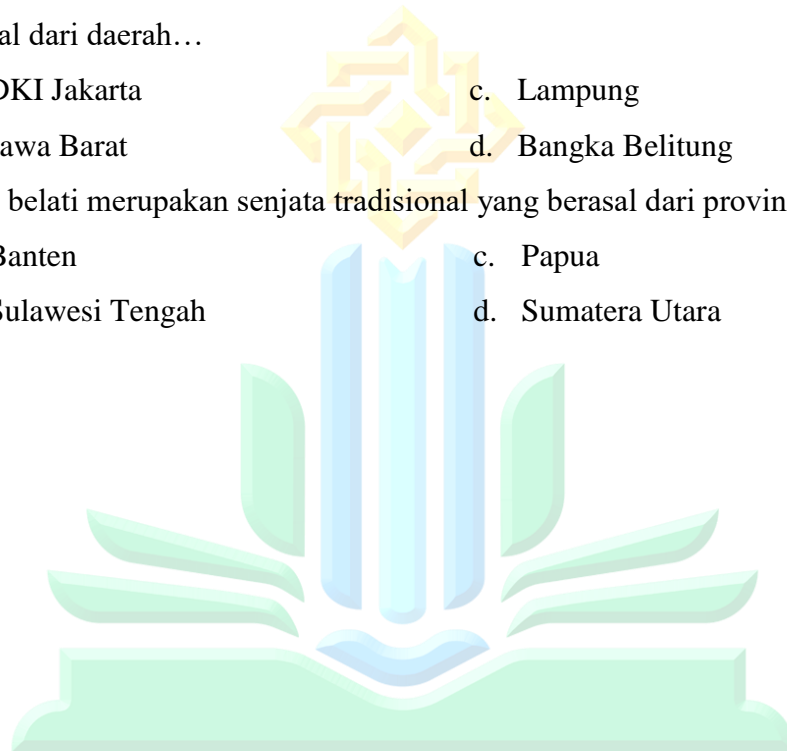 al dari daerah…
DKI Jakarta c. Lampung
Jawa Barat d. Bangka Belitung
belati merupakan senjata tradisional yang berasal dari provin
Banten c. Papua
Sulawesi Tengah d. Sumatera Utara